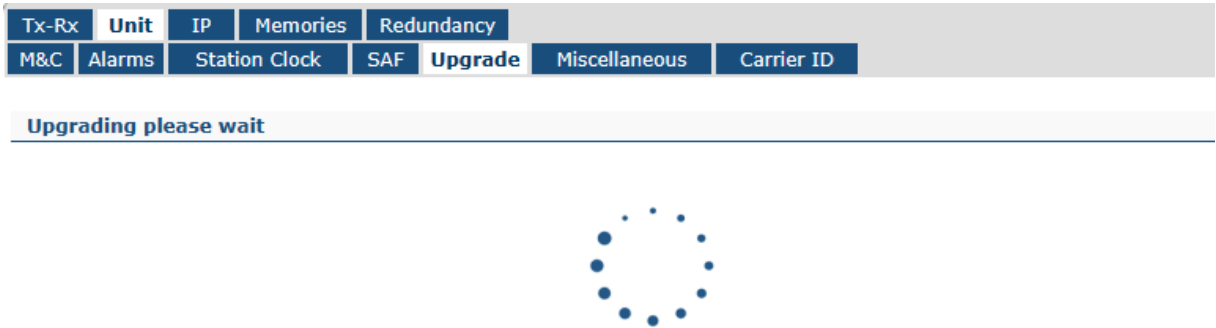 Tx-Rx Unit IP Memories Redundancy
M&C Alarms Station Clock SAF Upgrade Miscellaneous Carrier ID
Upgrading please wait